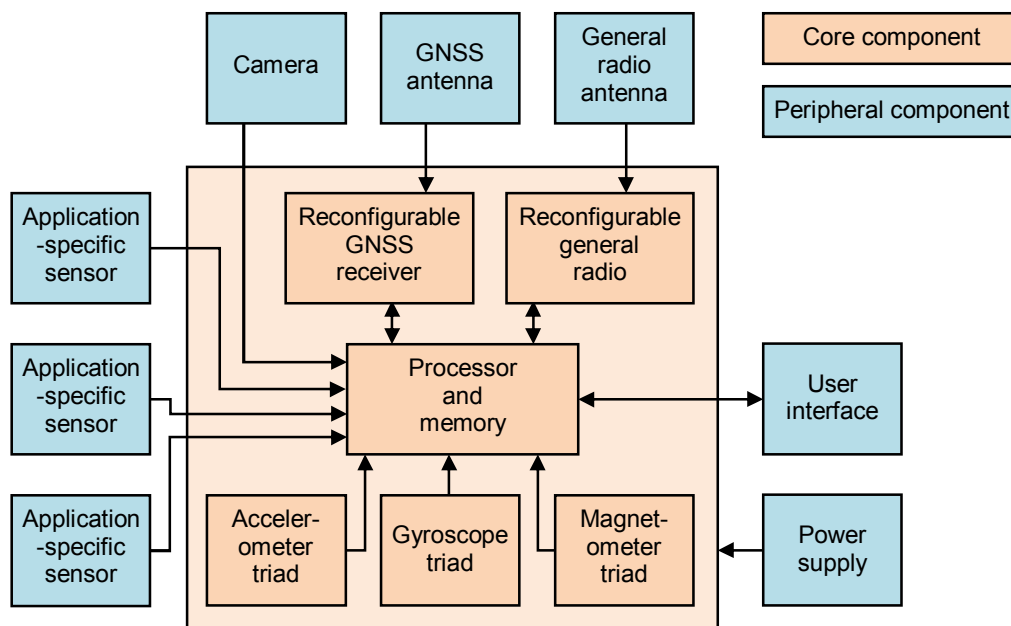 Camera
GNSS
antenna
General
radio
antenna
Core component
Peripheral component
Application
-specific
sensor
Reconfigurable
GNSS
receiver
Reconfigurable
general
radio
Application
-specific
sensor
Processor
and
memory
User
interface
Application
-specific
sensor
Acceler-
ometer
triad
Gyroscope
triad
Magnet-
ometer
triad
Power
supply